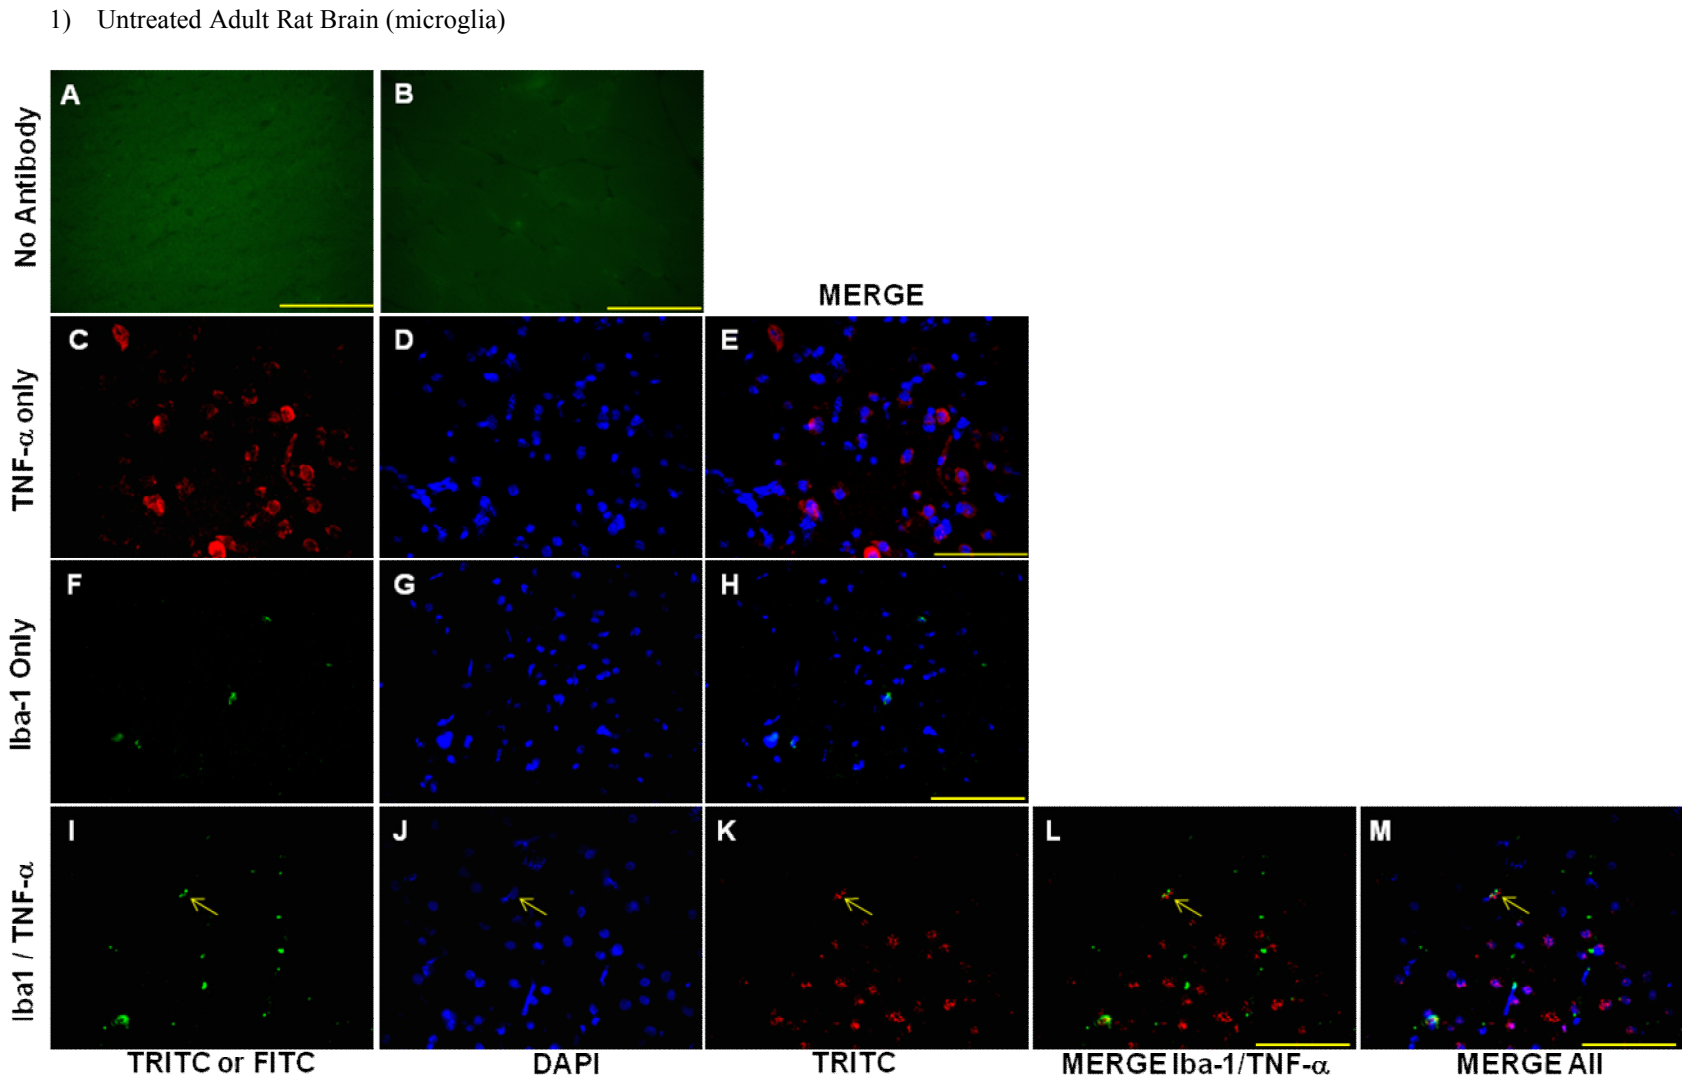 1) Untreated Adult Rat Brain (microglia)
No Antibody
A
B
MERGE
TNF-α only
C
D
E
Iba-1 Only
F
G
H
Iba1 / TNF-α
I
J
K
L
M
TRITC or FITC
DAPI
TRITC
MERGE Iba-1/TNF-α
MERGE All